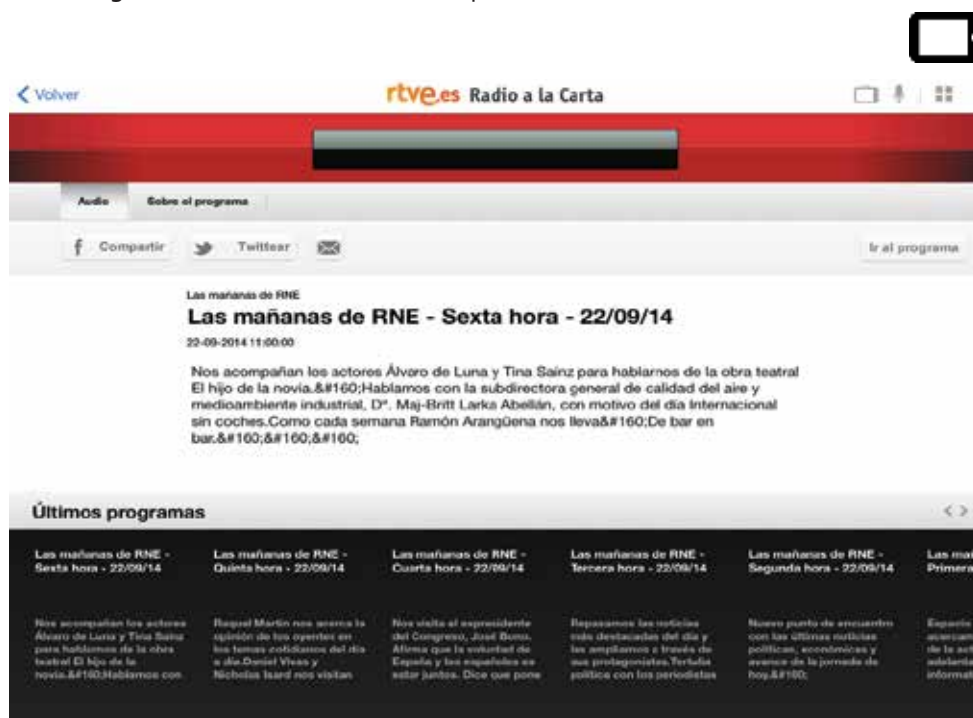 Volver
rtve.es Radio a la Carta
Audio
Sobre el programa
Compartir
Twittear
Ir al programa
Las mañanas de RNE
Las mañanas de RNE - Sexta hora - 22/09/14
22-09-2014 11:00:00
Nos acompañan los actores Álvaro de Luna y Tina Sainz para hablarnos de la obra teatral
El hijo de la novia.&#160;Hablamos con la subdirectora general de calidad del aire y
medioambiente industrial, Dª. Maj-Britt Larka Abellán, con motivo del día Internacional
sin coches.Como cada semana Ramón Arangüena nos lleva&#160;De bar en
bar.&#160;&#160;&#160;
Últimos programas
Las mañanas de RNE -
Sexta hora - 22/09/14
Nos acompañan los actores
Álvaro de Luna y Tina Sainz
para hablarnos de la obra
teatral El hijo de la
novia.&#160;Hablamos con
Las mañanas de RNE -
Quinta hora - 22/09/14
Raquel Martín nos acerca la
opinión de los oyentes en
los temas cotidianos del día
a día.Daniel Vivas y
Nicholas Isard nos visitan
Las mañanas de RNE -
Cuarta hora - 22/09/14
Nos visita el expresidente
del Congreso, José Bono.
Afirma que la voluntad de
España y los españoles es
estar juntos. Dice que pone
Las mañanas de RNE -
Tercera hora - 22/09/14
Repasamos las noticias
más destacadas del día y
las ampliamos a través de
sus protagonistas.Tertulia
política con los periodistas
Las mañanas de RNE -
Segunda hora - 22/09/14
Nuevo punto de encuentro
con las últimas noticias
políticas, económicas y
avance de la jornada de
hoy.&#160;
Las
Primera